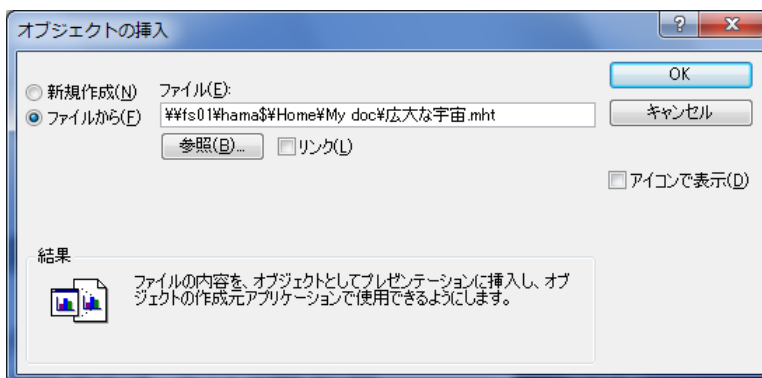 オブジェクトの挿入
新規作成(N)
ファイル(E):
OK
ファイルから(F)
¥¥fs01¥hama$¥Home¥My doc¥広大な宇宙.mht
キャンセル
参照(B)...
リンク(L)
アイコンで表示(D)
結果
ファイルの内容を、オブジェクトとしてプレゼンテーションに挿入し、オブ
ジェクトの作成元アプリケーションで使用できるようにします。